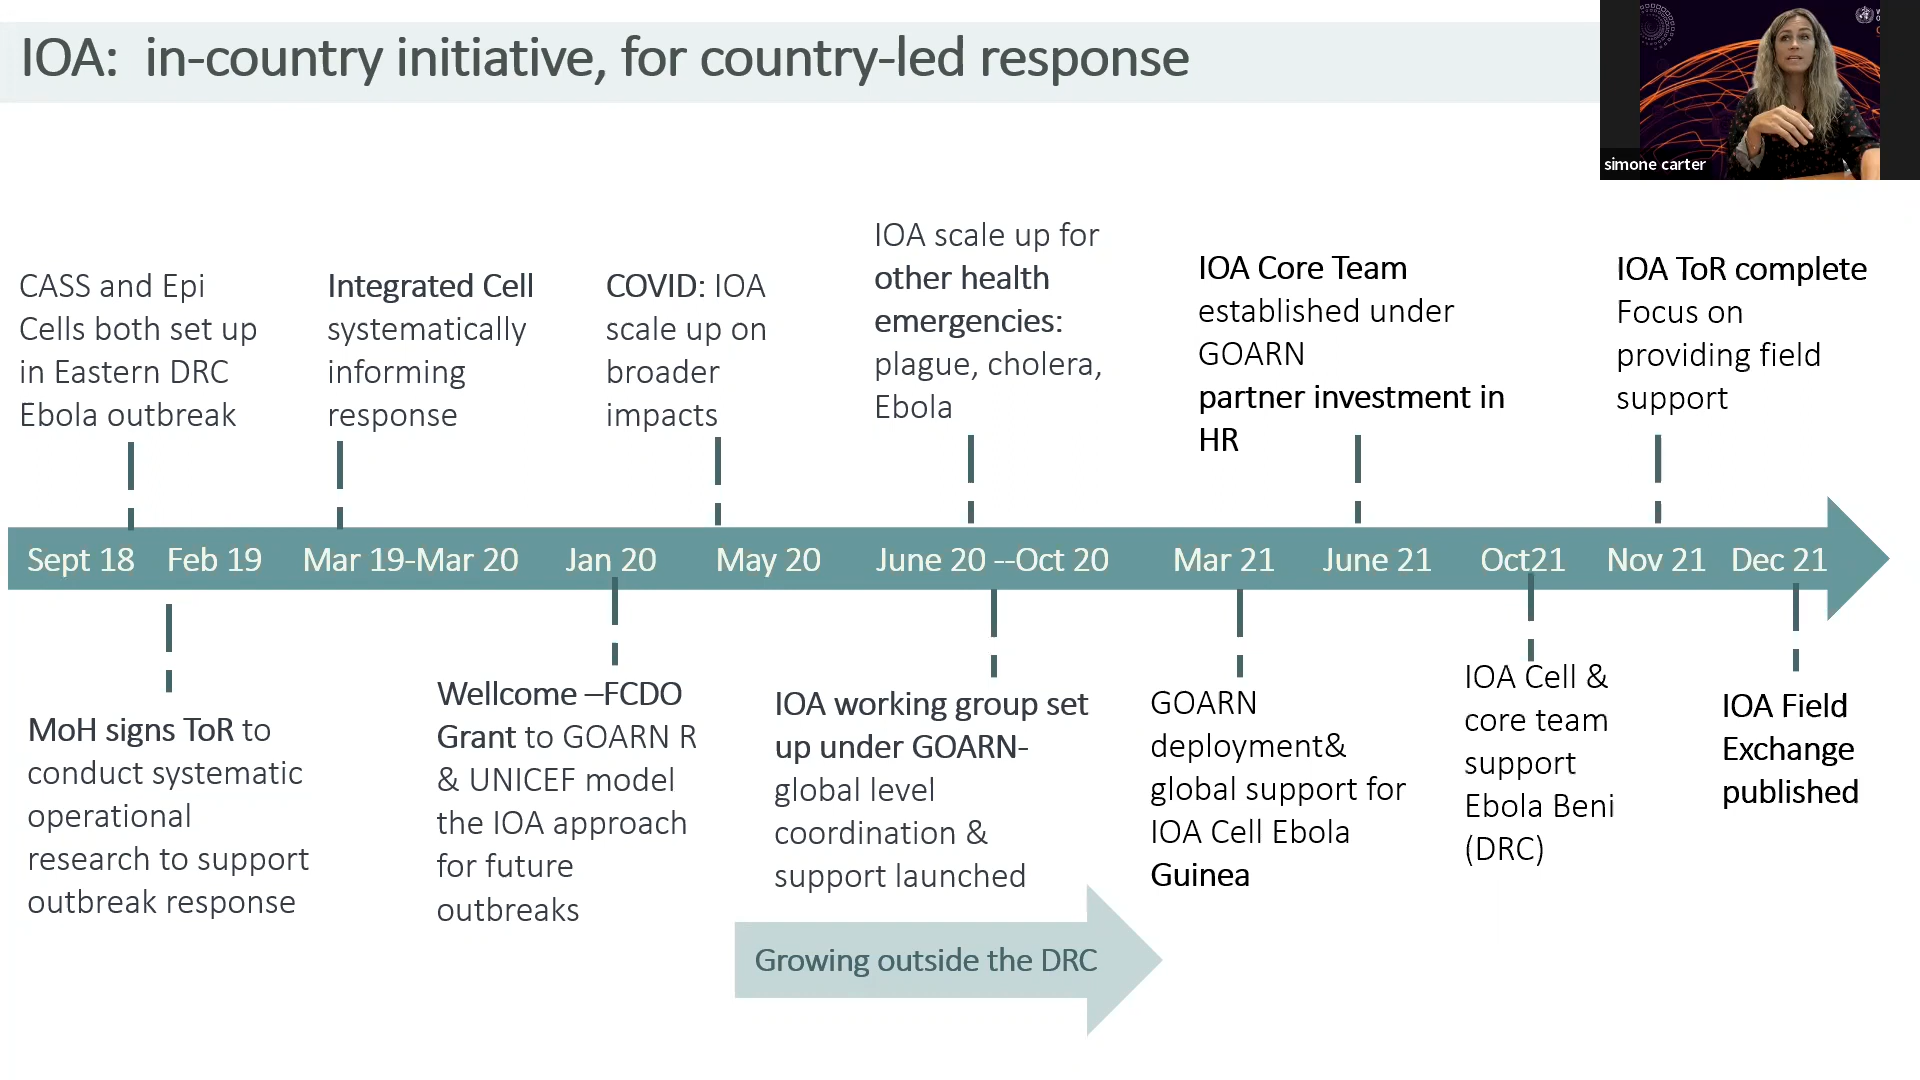 IOA:  in-country initiative, for country-led response
simone carter
CASS and Epi
Cells both set up
in Eastern DRC
Ebola outbreak
Integrated Cell
systematically
informing
response
COVID: IOA
scale up on
broader
impacts
IOA scale up for
other health
emergencies:
plague, cholera,
Ebola
IOA Core Team
established under
GOARN
partner investment in
HR
IOA ToR complete
Focus on
providing field
support
Sept 18 Feb 19 Mar 19-Mar 20 Jan 20 May 20 June 20 --Oct 20 Mar 21 June 21 Oct21 Nov 21 Dec 21
MoH signs ToR to
conduct systematic
operational
research to support
outbreak response
Wellcome –FCDO
Grant to GOARN R
& UNICEF model
the IOA approach
for future
outbreaks
IOA working group set
up under GOARN-
global level
coordination &
support launched
GOARN
deployment&
global support for
IOA Cell Ebola
Guinea
IOA Cell &
core team
support
Ebola Beni
(DRC)
IOA Field
Exchange
published
Growing outside the DRC